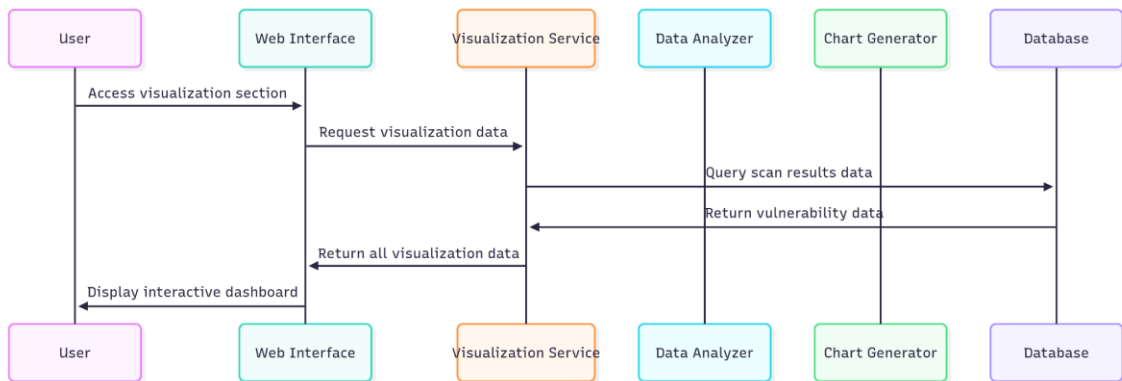 User
Web Interface
Visualization Service
Data Analyzer
Chart Generator
Database
Access visualization section
Request visualization data
Query scan results data
Return vulnerability data
Return all visualization data
Display interactive dashboard
User
Web Interface
Visualization Service
Data Analyzer
Chart Generator
Database